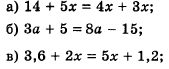 а) 14 + 5x = 4x + 3x;
б) 3a + 5 = 8a − 15;
в) 3,6 + 2x = 5x + 1,2;